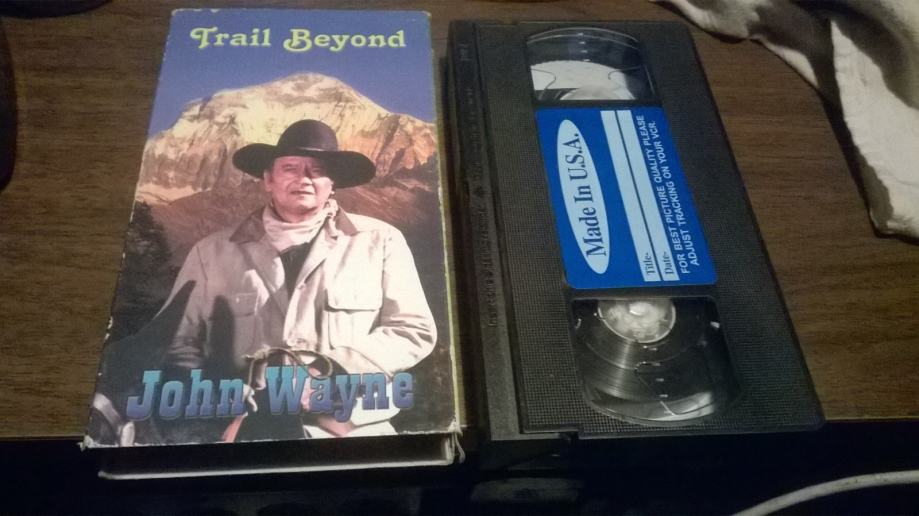 Trail Beyond
John Wayne
Made In U.S.A.
Title-
Date-
FOR BEST PICTURE QUALITY PLEASE
ADJUST TRACKING ON YOUR VCR.